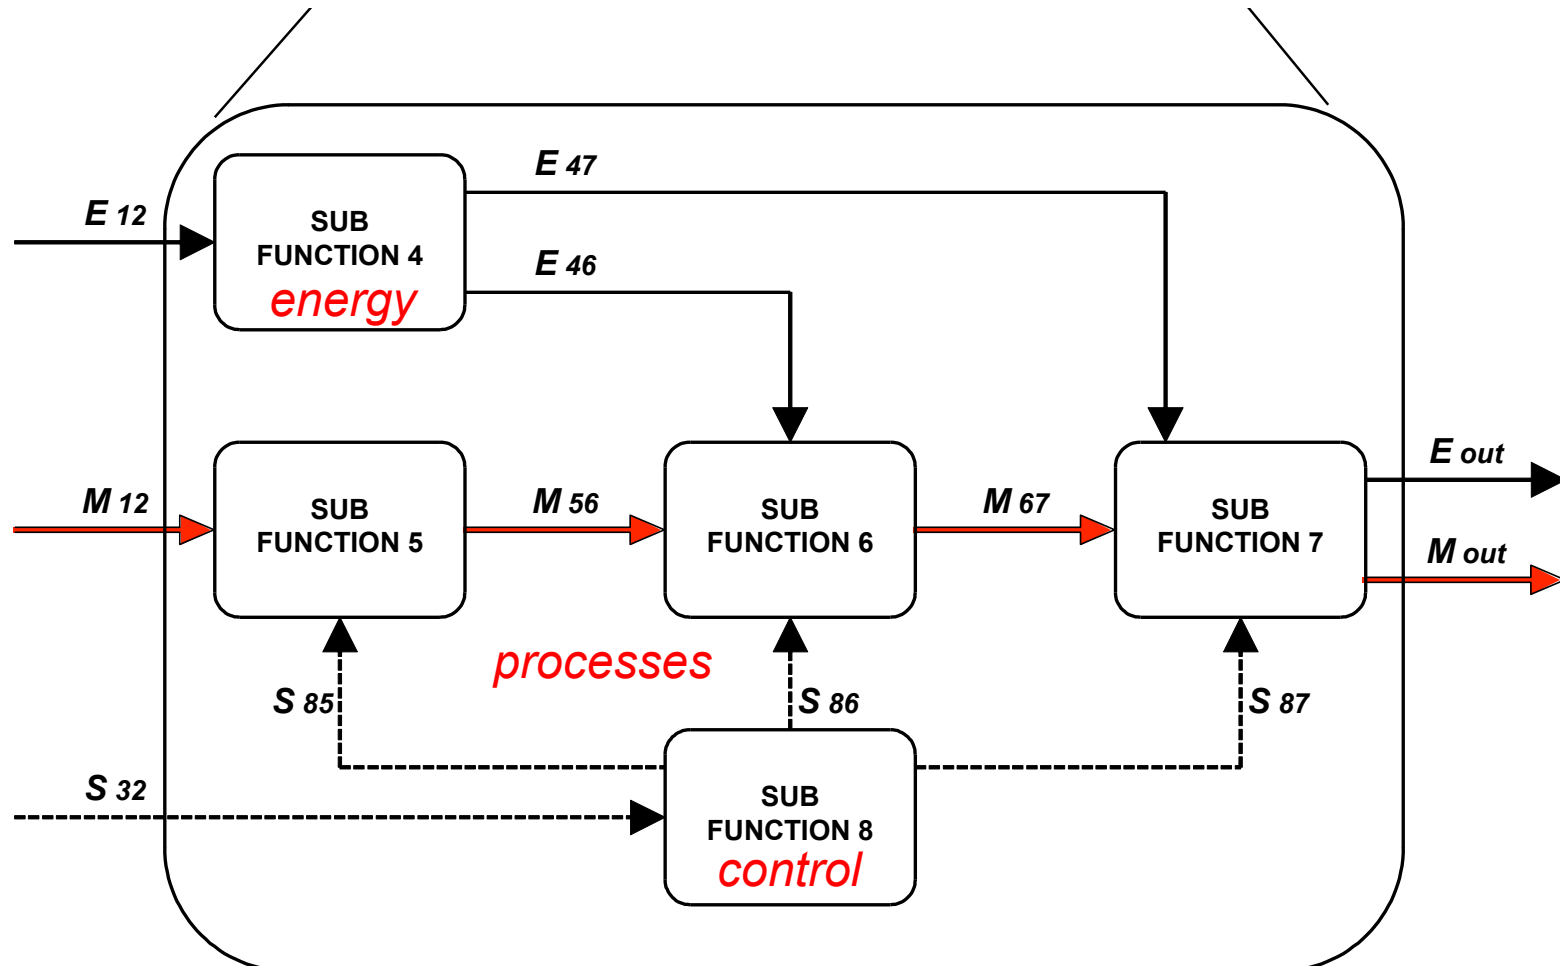 E 47
E 12
SUB
FUNCTION 4
energy
E 46
M 12
SUB
FUNCTION 5
M 56
SUB
FUNCTION 6
M 67
SUB
FUNCTION 7
E out
M out
processes
S 85
S 86
S 87
S 32
SUB
FUNCTION 8
control